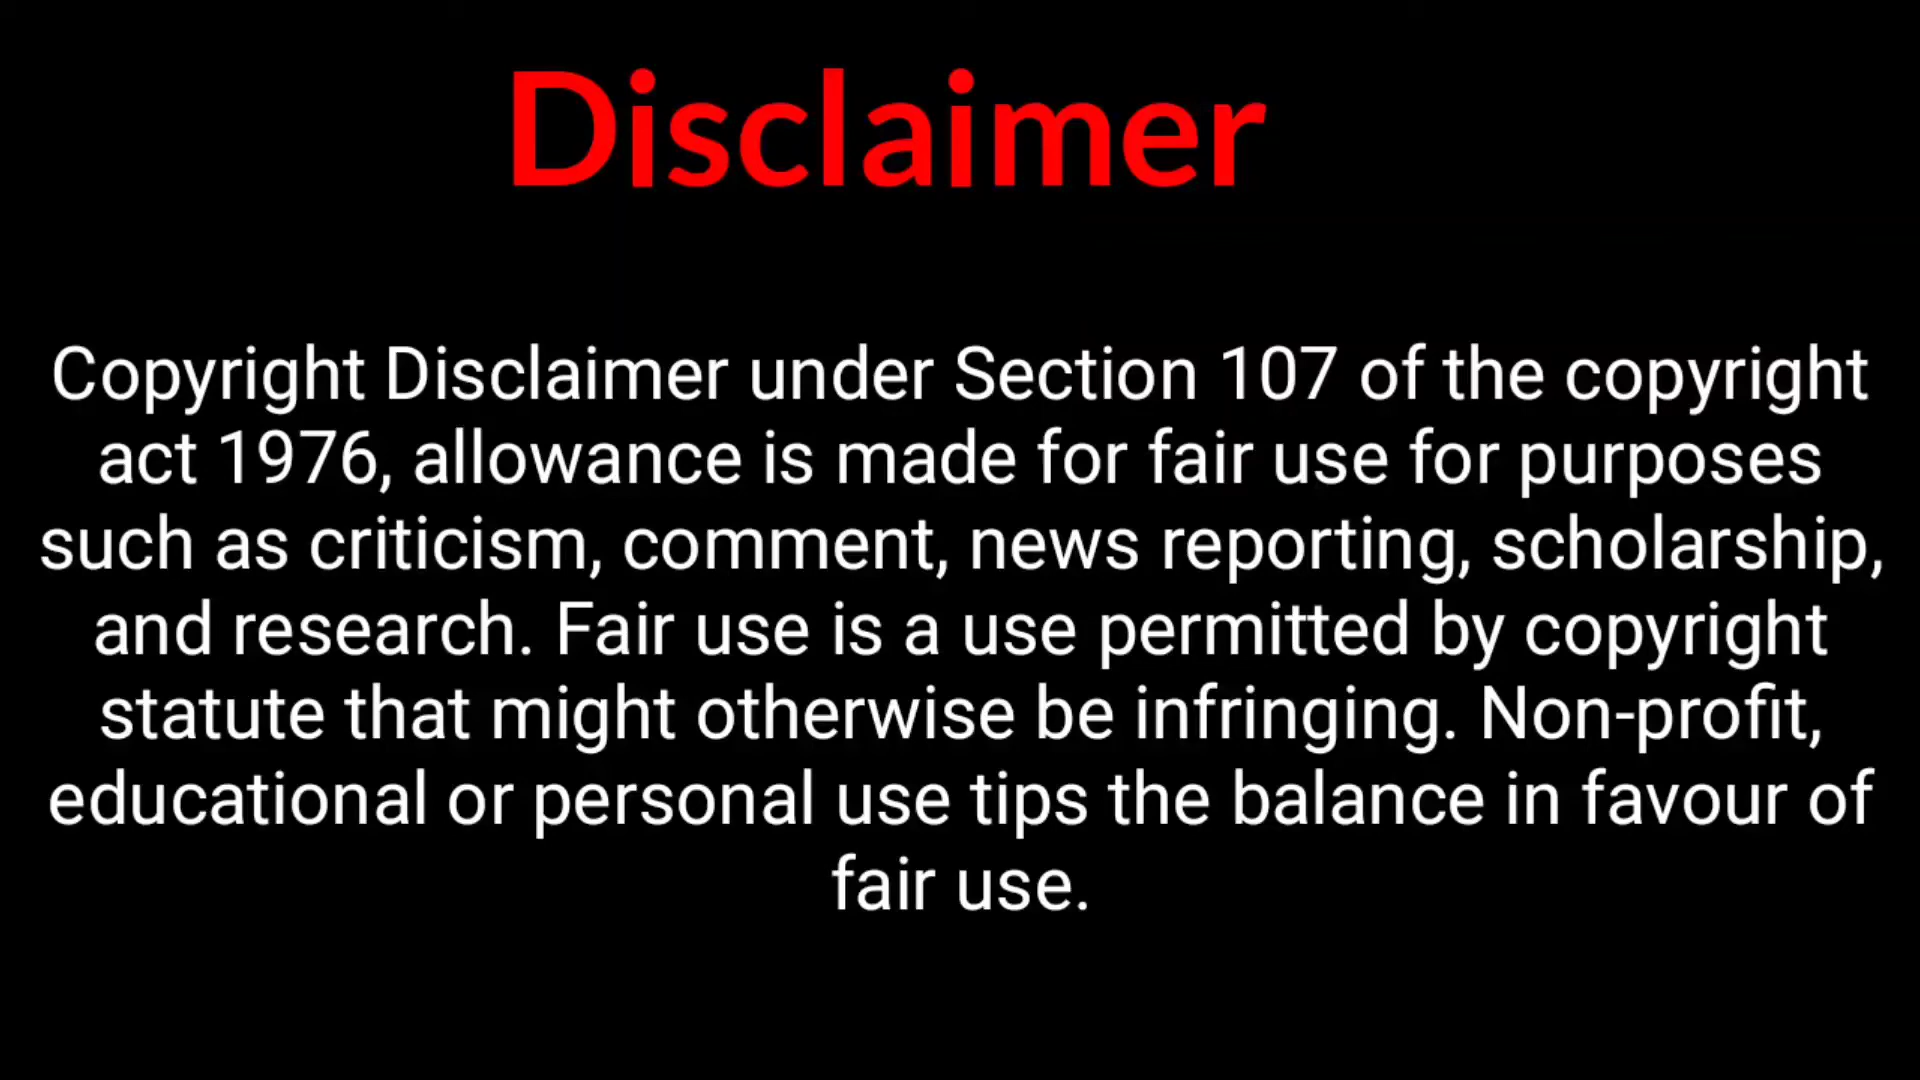 Disclaimer
Copyright Disclaimer under Section 107 of the copyright
act 1976, allowance is made for fair use for purposes
such as criticism, comment, news reporting, scholarship,
and research. Fair use is a use permitted by copyright
statute that might otherwise be infringing. Non-profit,
educational or personal use tips the balance in favour of
fair use.